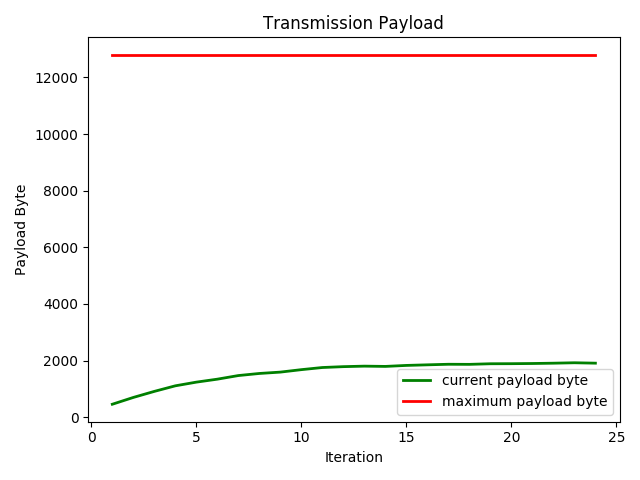 Transmission Payload
12000
10000
8000
6000
4000
2000
0
Payload Byte
current payload byte
maximum payload byte
0 5 10 15 20 25
Iteration